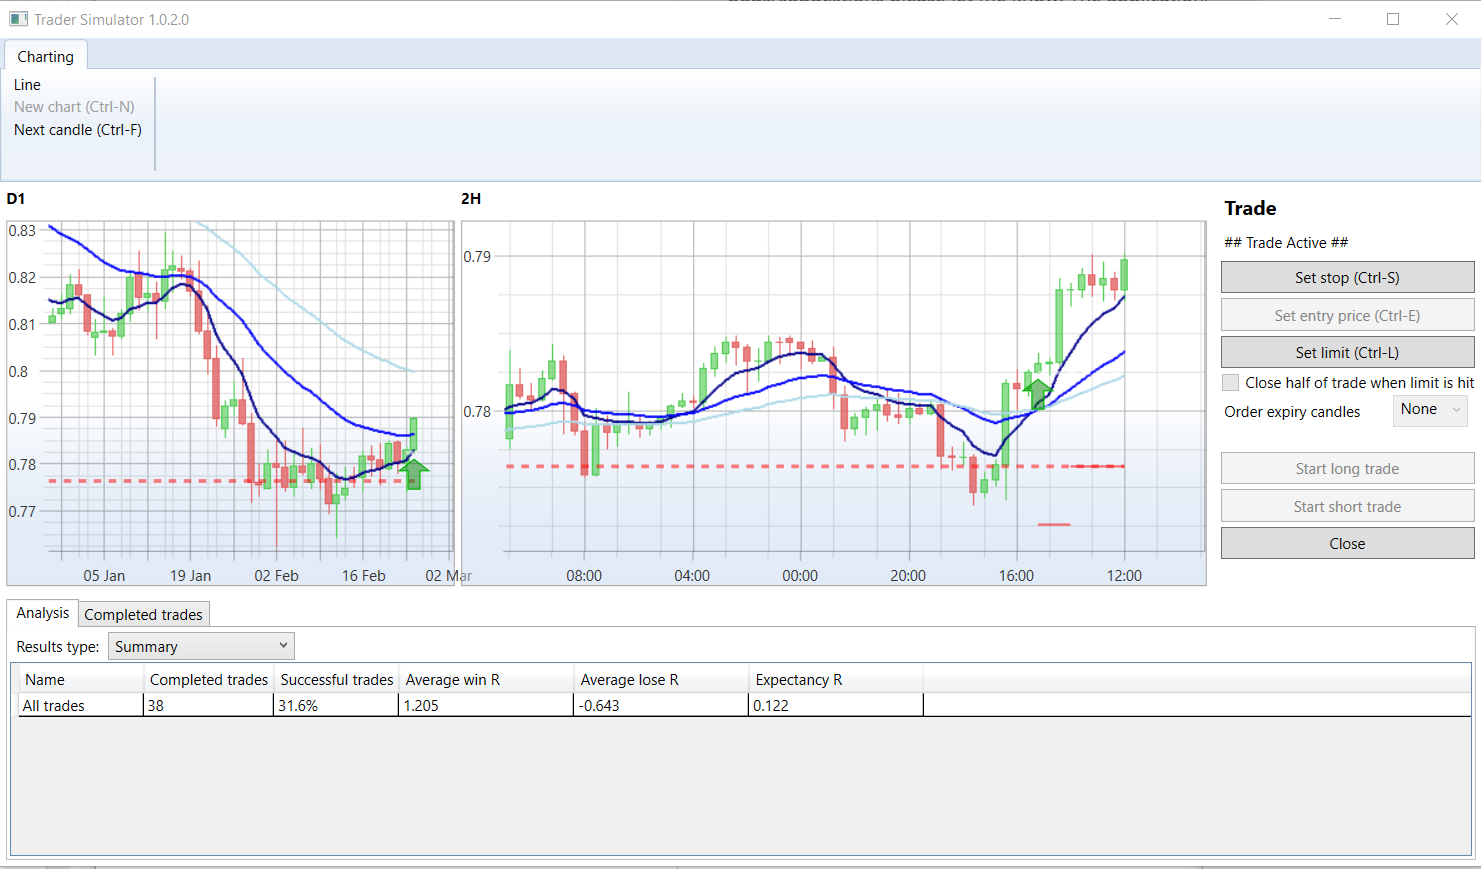 Trader Simulator 1.0.2.0
Charting
Line
New chart (Ctrl-N)
Next candle (Ctrl-F)
D1
0.83
0.82
0.81
0.8
0.79
0.78
0.77
05 Jan 19 Jan 02 Feb 16 Feb 02 Mar
2H
0.79
0.78
08:00 04:00 00:00 20:00 16:00 12:00
Trade
## Trade Active ##
Set stop (Ctrl-S)
Set entry price (Ctrl-E)
Set limit (Ctrl-L)
Close half of trade when limit is hit
Order expiry candles None
Start long trade
Start short trade
Close
Analysis Completed trades
Results type: Summary
Name Completed trades Successful trades Average win R Average lose R Expectancy R
All trades 38 31.6% 1.205 -0.643 0.122